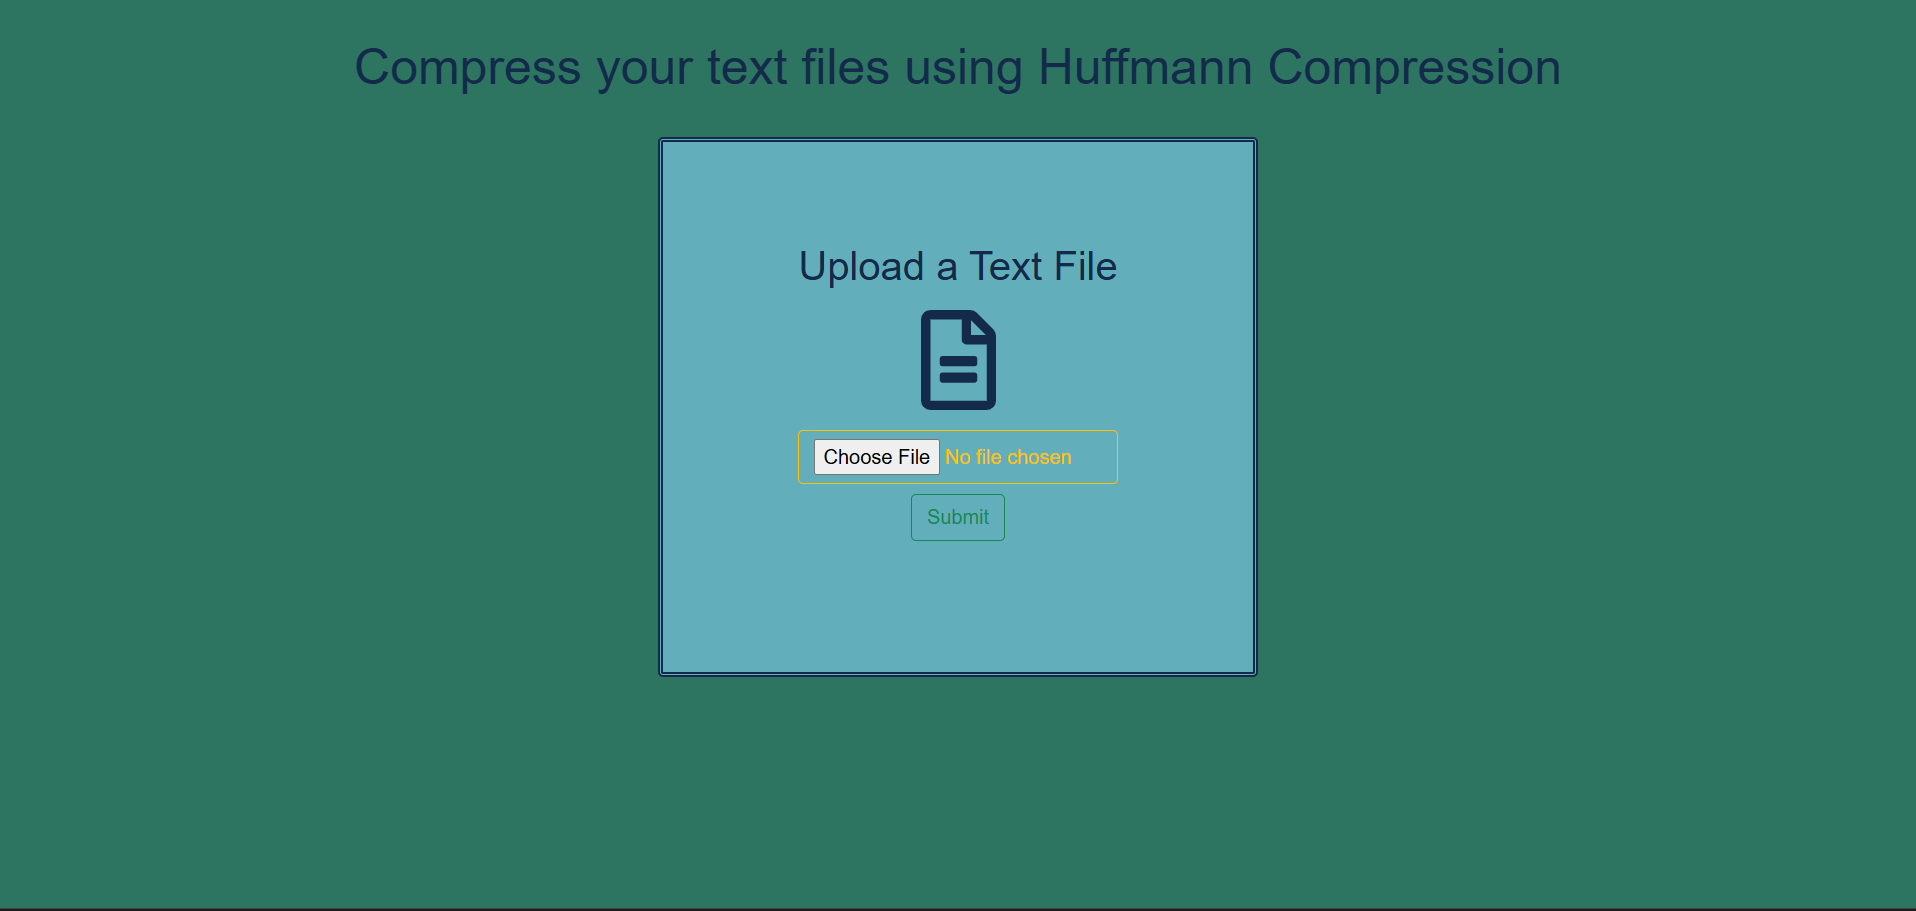 Compress your text files using Huffmann Compression
Upload a Text File
Choose File No file chosen
Submit